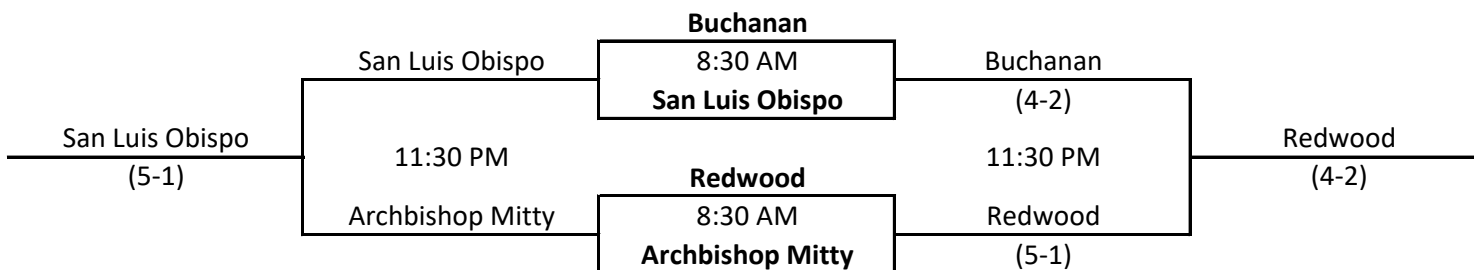 Buchanan
San Luis Obispo 8:30 AM Buchanan
San Luis Obispo (4-2)
San Luis Obispo 11:30 PM 11:30 PM Redwood
(5-1) Redwood (4-2)
Archbishop Mitty 8:30 AM Redwood
Archbishop Mitty (5-1)